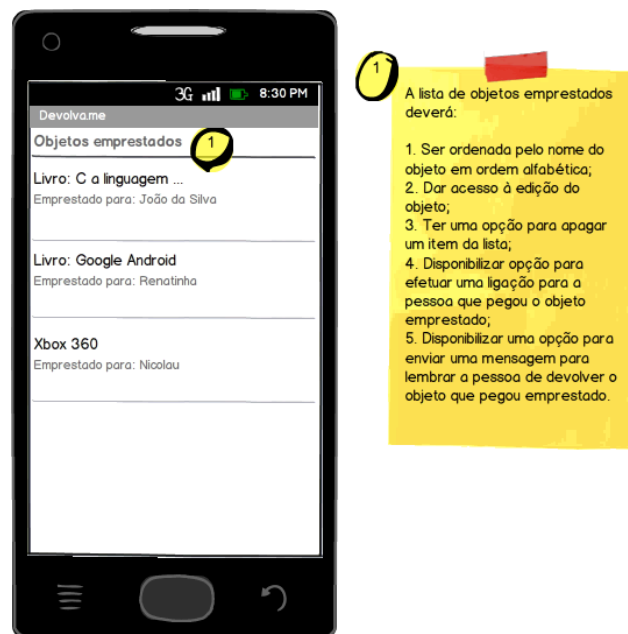 3G 8:30 PM
Devolva.me
Objetos emprestados 1
Livro: C a linguagem ...
Emprestado para: João da Silva
Livro: Google Android
Emprestado para: Renatinha
Xbox 360
Emprestado para: Nicolau
1
A lista de objetos emprestados
deverá:
1. Ser ordenada pelo nome do
objeto em ordem alfabética;
2. Dar acesso à edição do
objeto;
3. Ter uma opção para apagar
um item da lista;
4. Disponibilizar opção para
efetuar uma ligação para a
pessoa que pegou o objeto
emprestado;
5. Disponibilizar uma opção para
enviar uma mensagem para
lembrar a pessoa de devolver o
objeto que pegou emprestado.